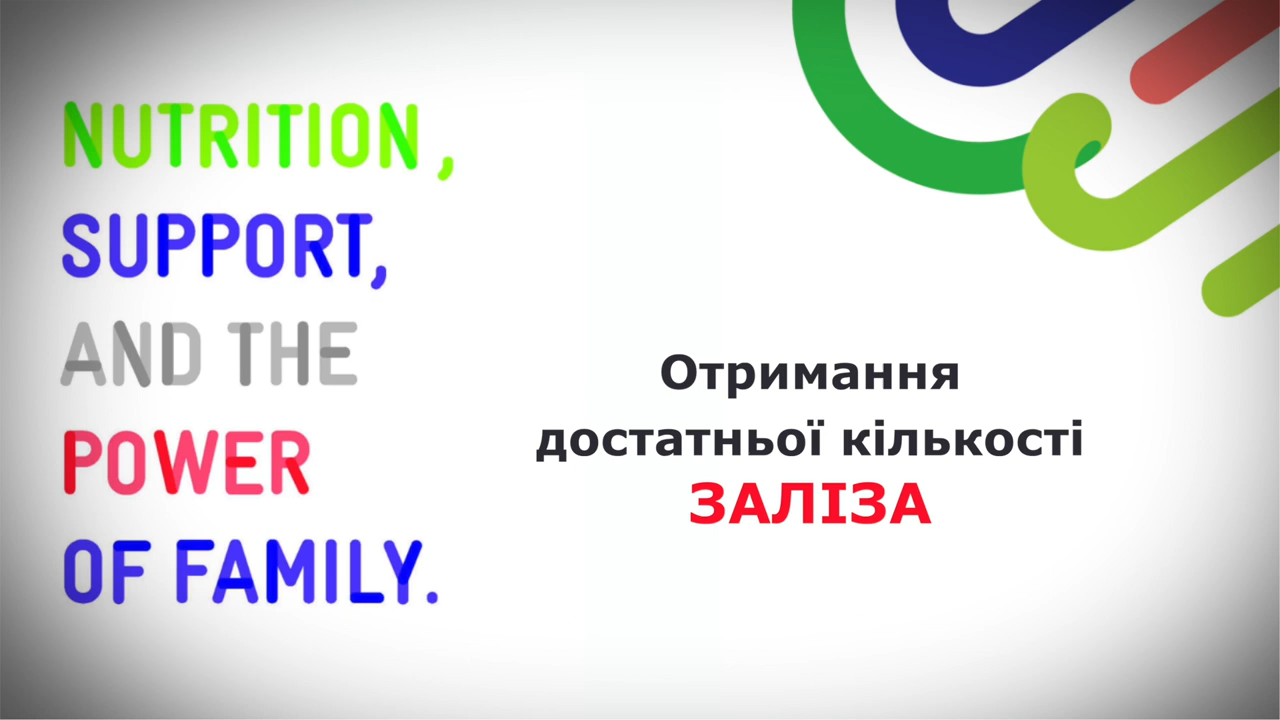 NUTRITION,
SUPPORT,
AND THE
POWER
OF FAMILY.
Отримання
достатньої кількості
ЗАЛІЗА